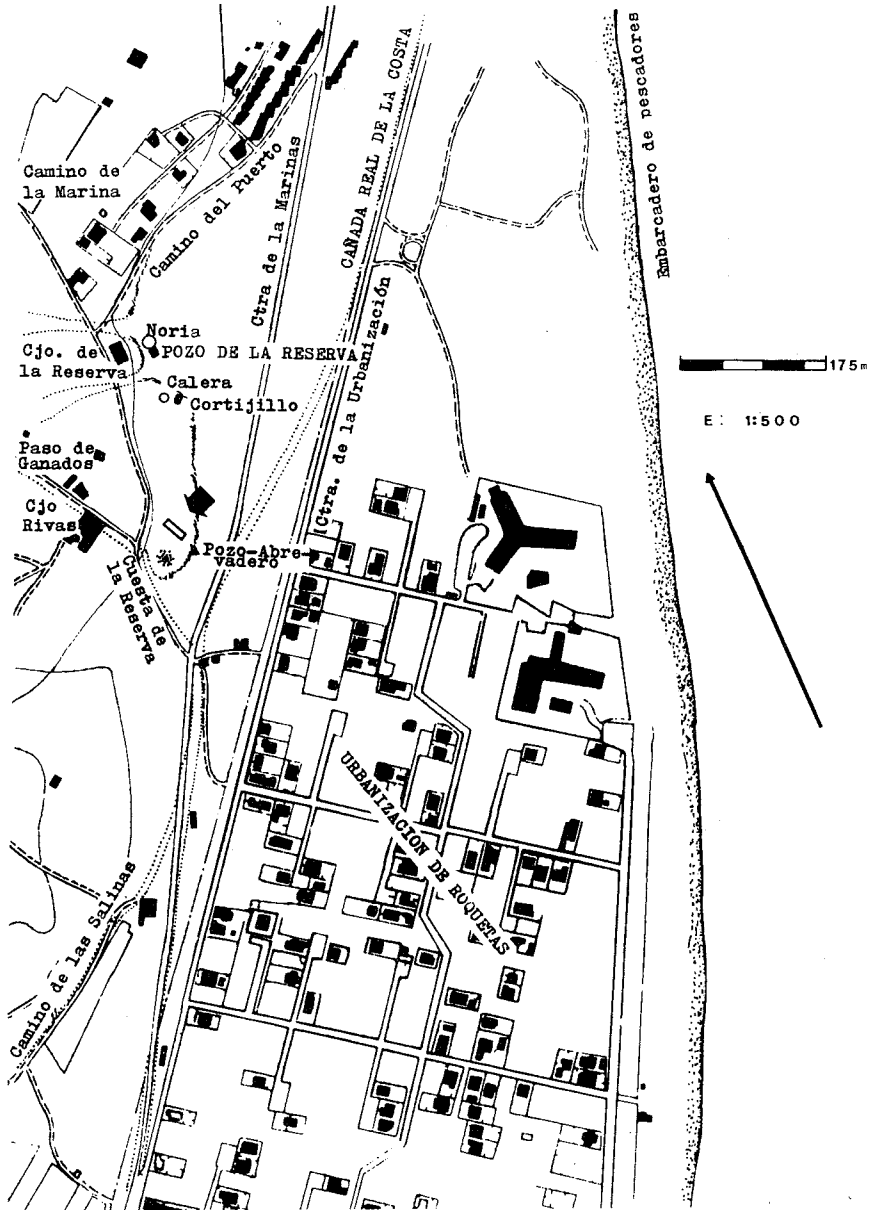 Embarcadero de pescadores
CAÑADA REAL DE LA COSTA
Ctra de la Marinas
Camino del Puerto
Camino de
la Marina
Noria
POZO DE LA RESERVA
Cjo. de
la Reserva
Calera
Cortijillo
Ctra. de la Urbanización
175m
E: 1:500
Paso de
Ganados
Cjo
Rivas
Pozo-Abre
vadero
Cuesta de
la Reserva
URBANIZACION DE ROQUETAS
Camino de las Salinas